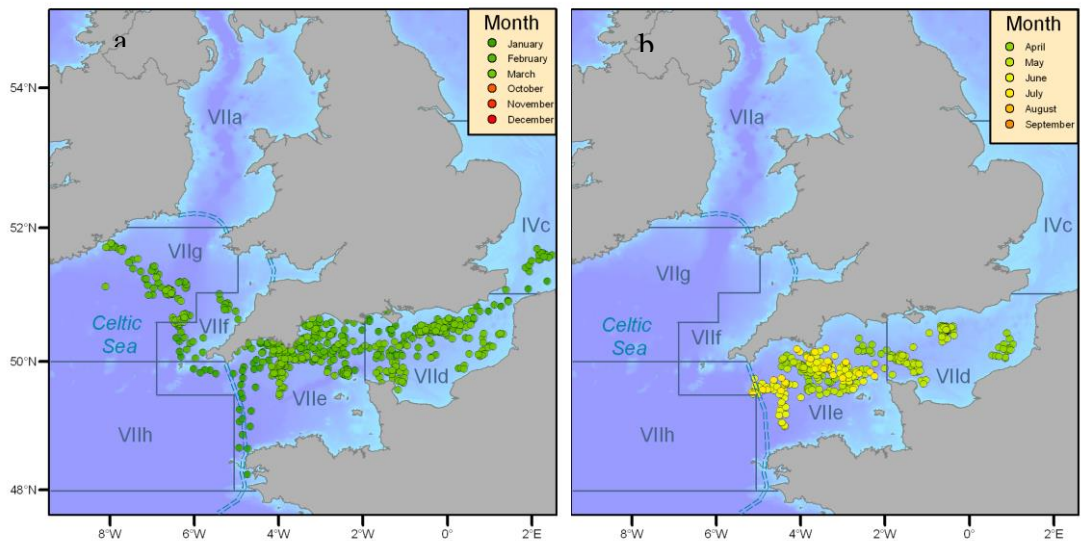 a
Month
January
February
March
October
November
December
54°N
VIIa
52°N
IVc
VIIg
Celtic
Sea
VIIf
50°N
VIId
VIIe
VIIh
48°N
8°W
6°W
4°W
2°W
0°
2°E
b
Month
April
May
June
July
August
September
VIIa
IVc
VIIg
Celtic
Sea
VIIf
VIId
VIIe
VIIh
8°W
6°W
4°W
2°W
0°
2°E